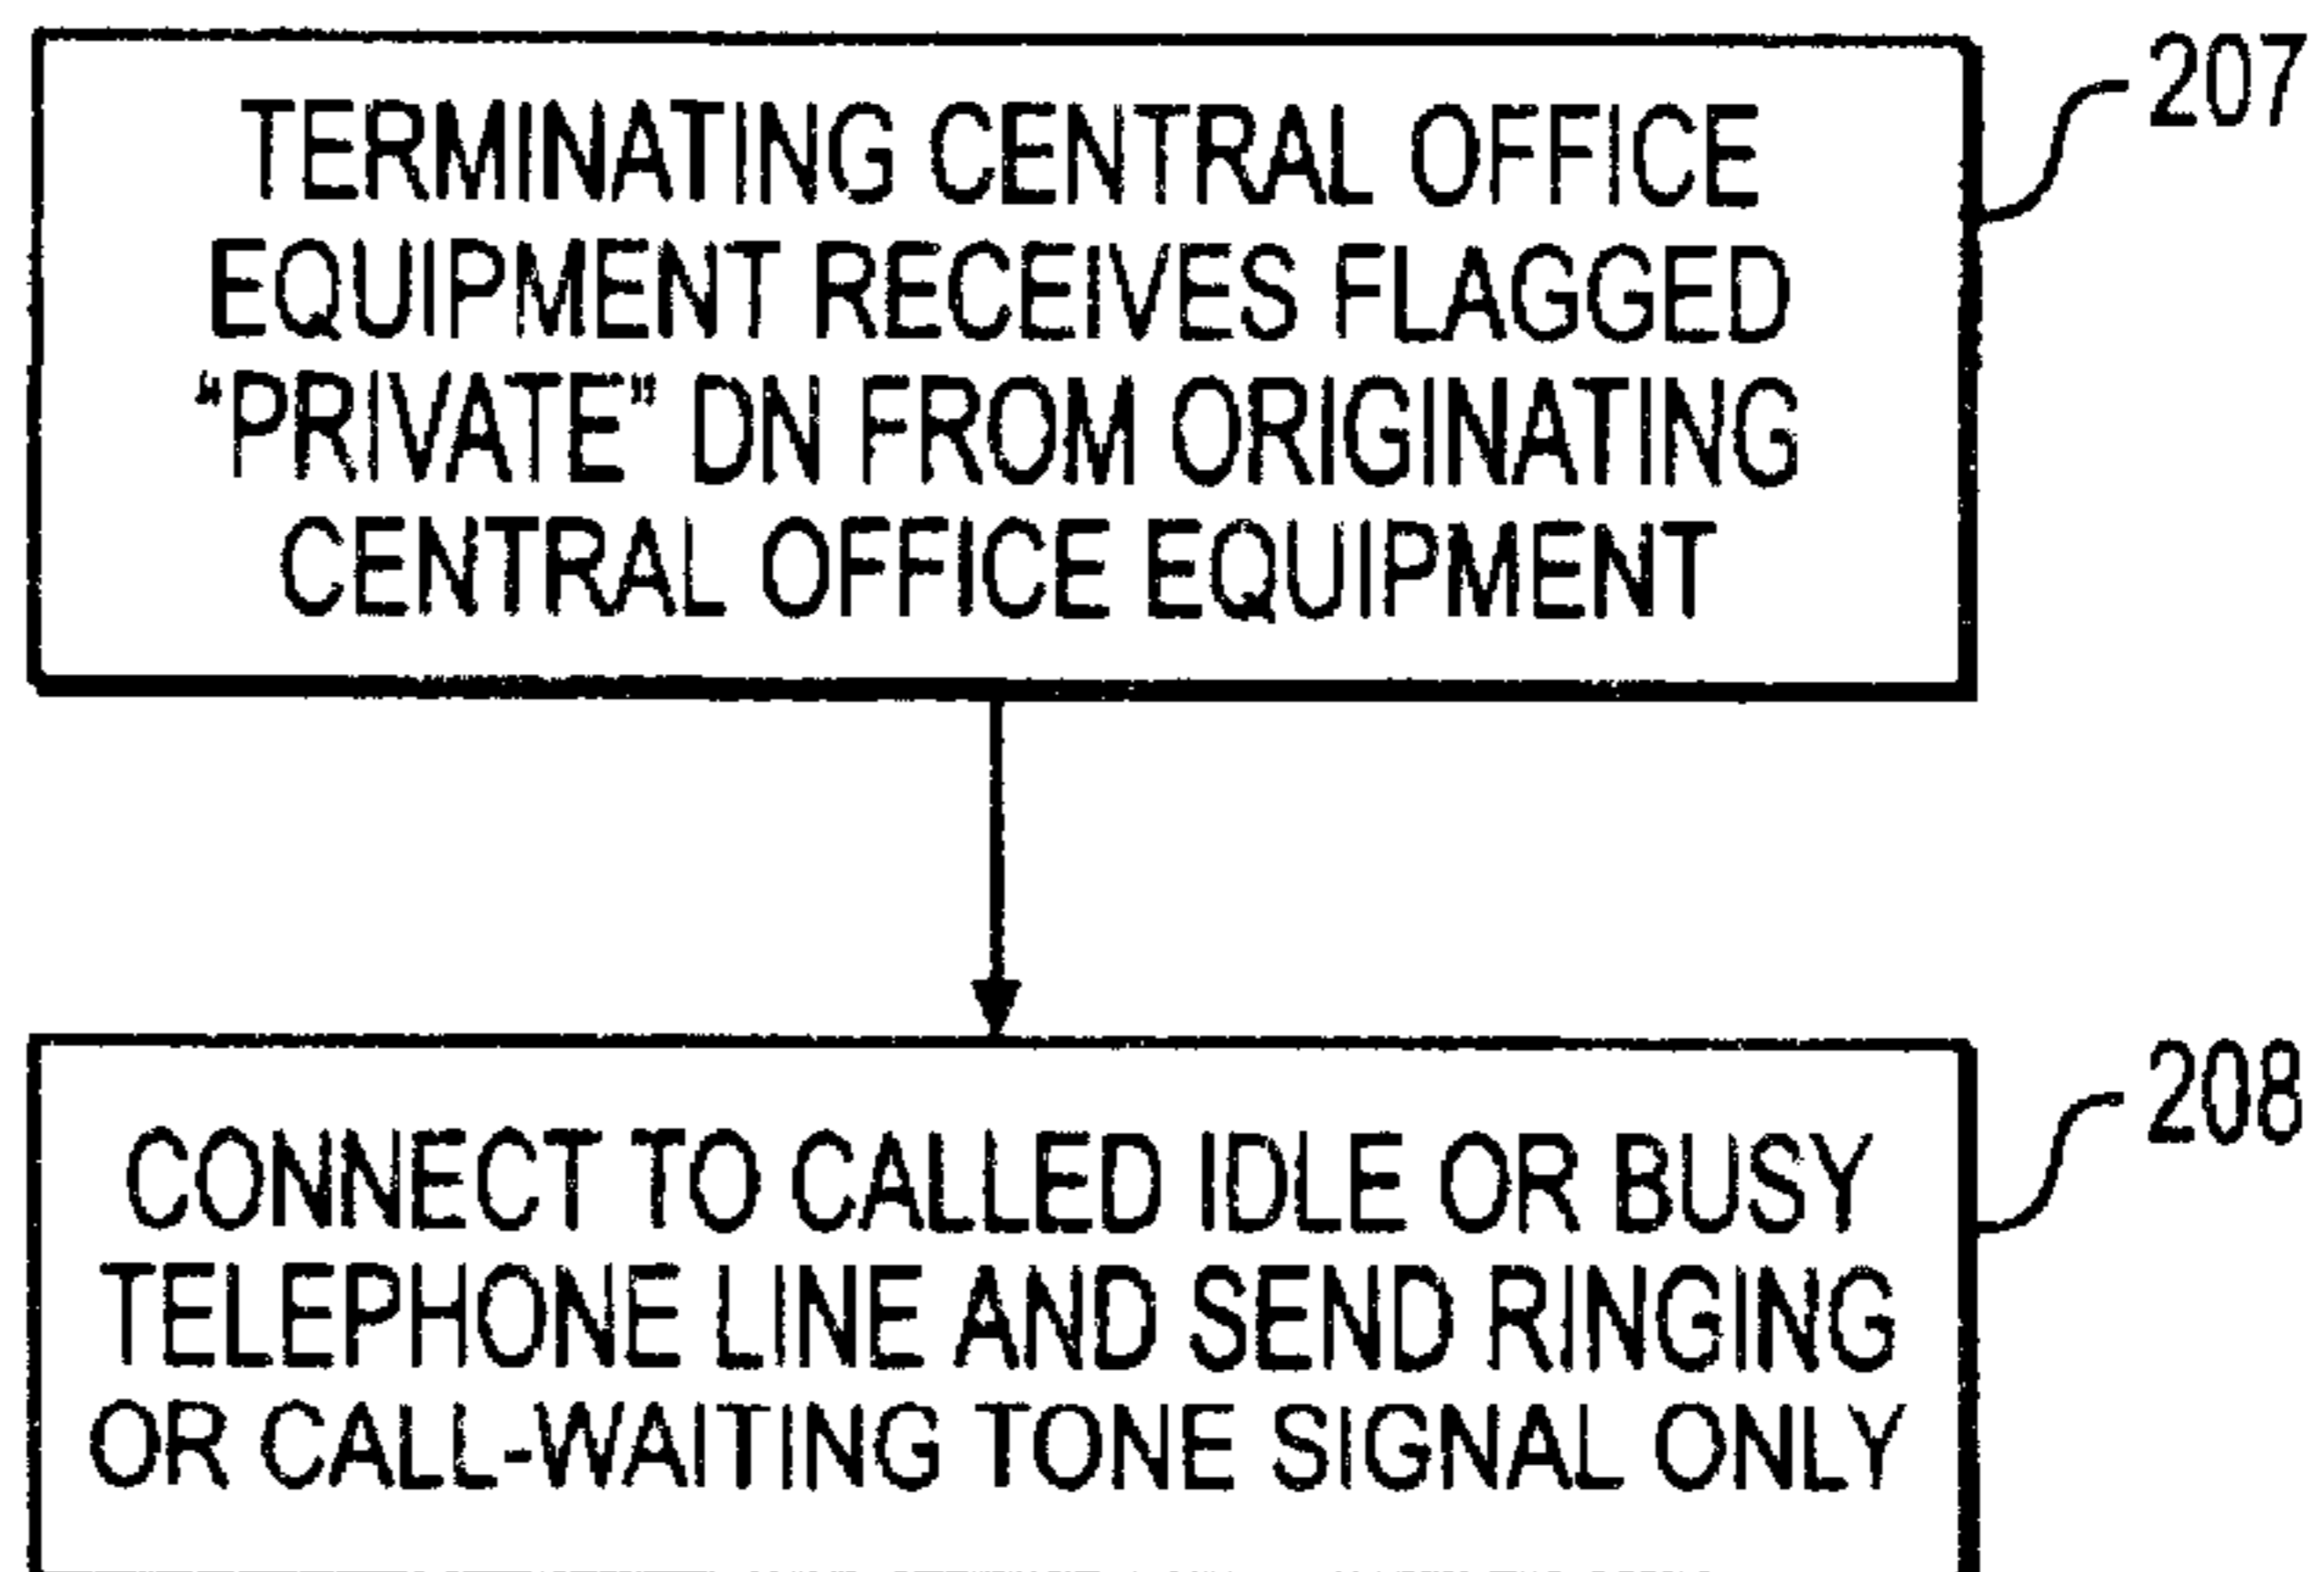 TERMINATING CENTRAL OFFICE
EQUIPMENT RECEIVES FLAGGED
"PRIVATE" DN FROM ORIGINATING
CENTRAL OFFICE EQUIPMENT
207
CONNECT TO CALLED IDLE OR BUSY
TELEPHONE LINE AND SEND RINGING
OR CALL-WAITING TONE SIGNAL ONLY
208